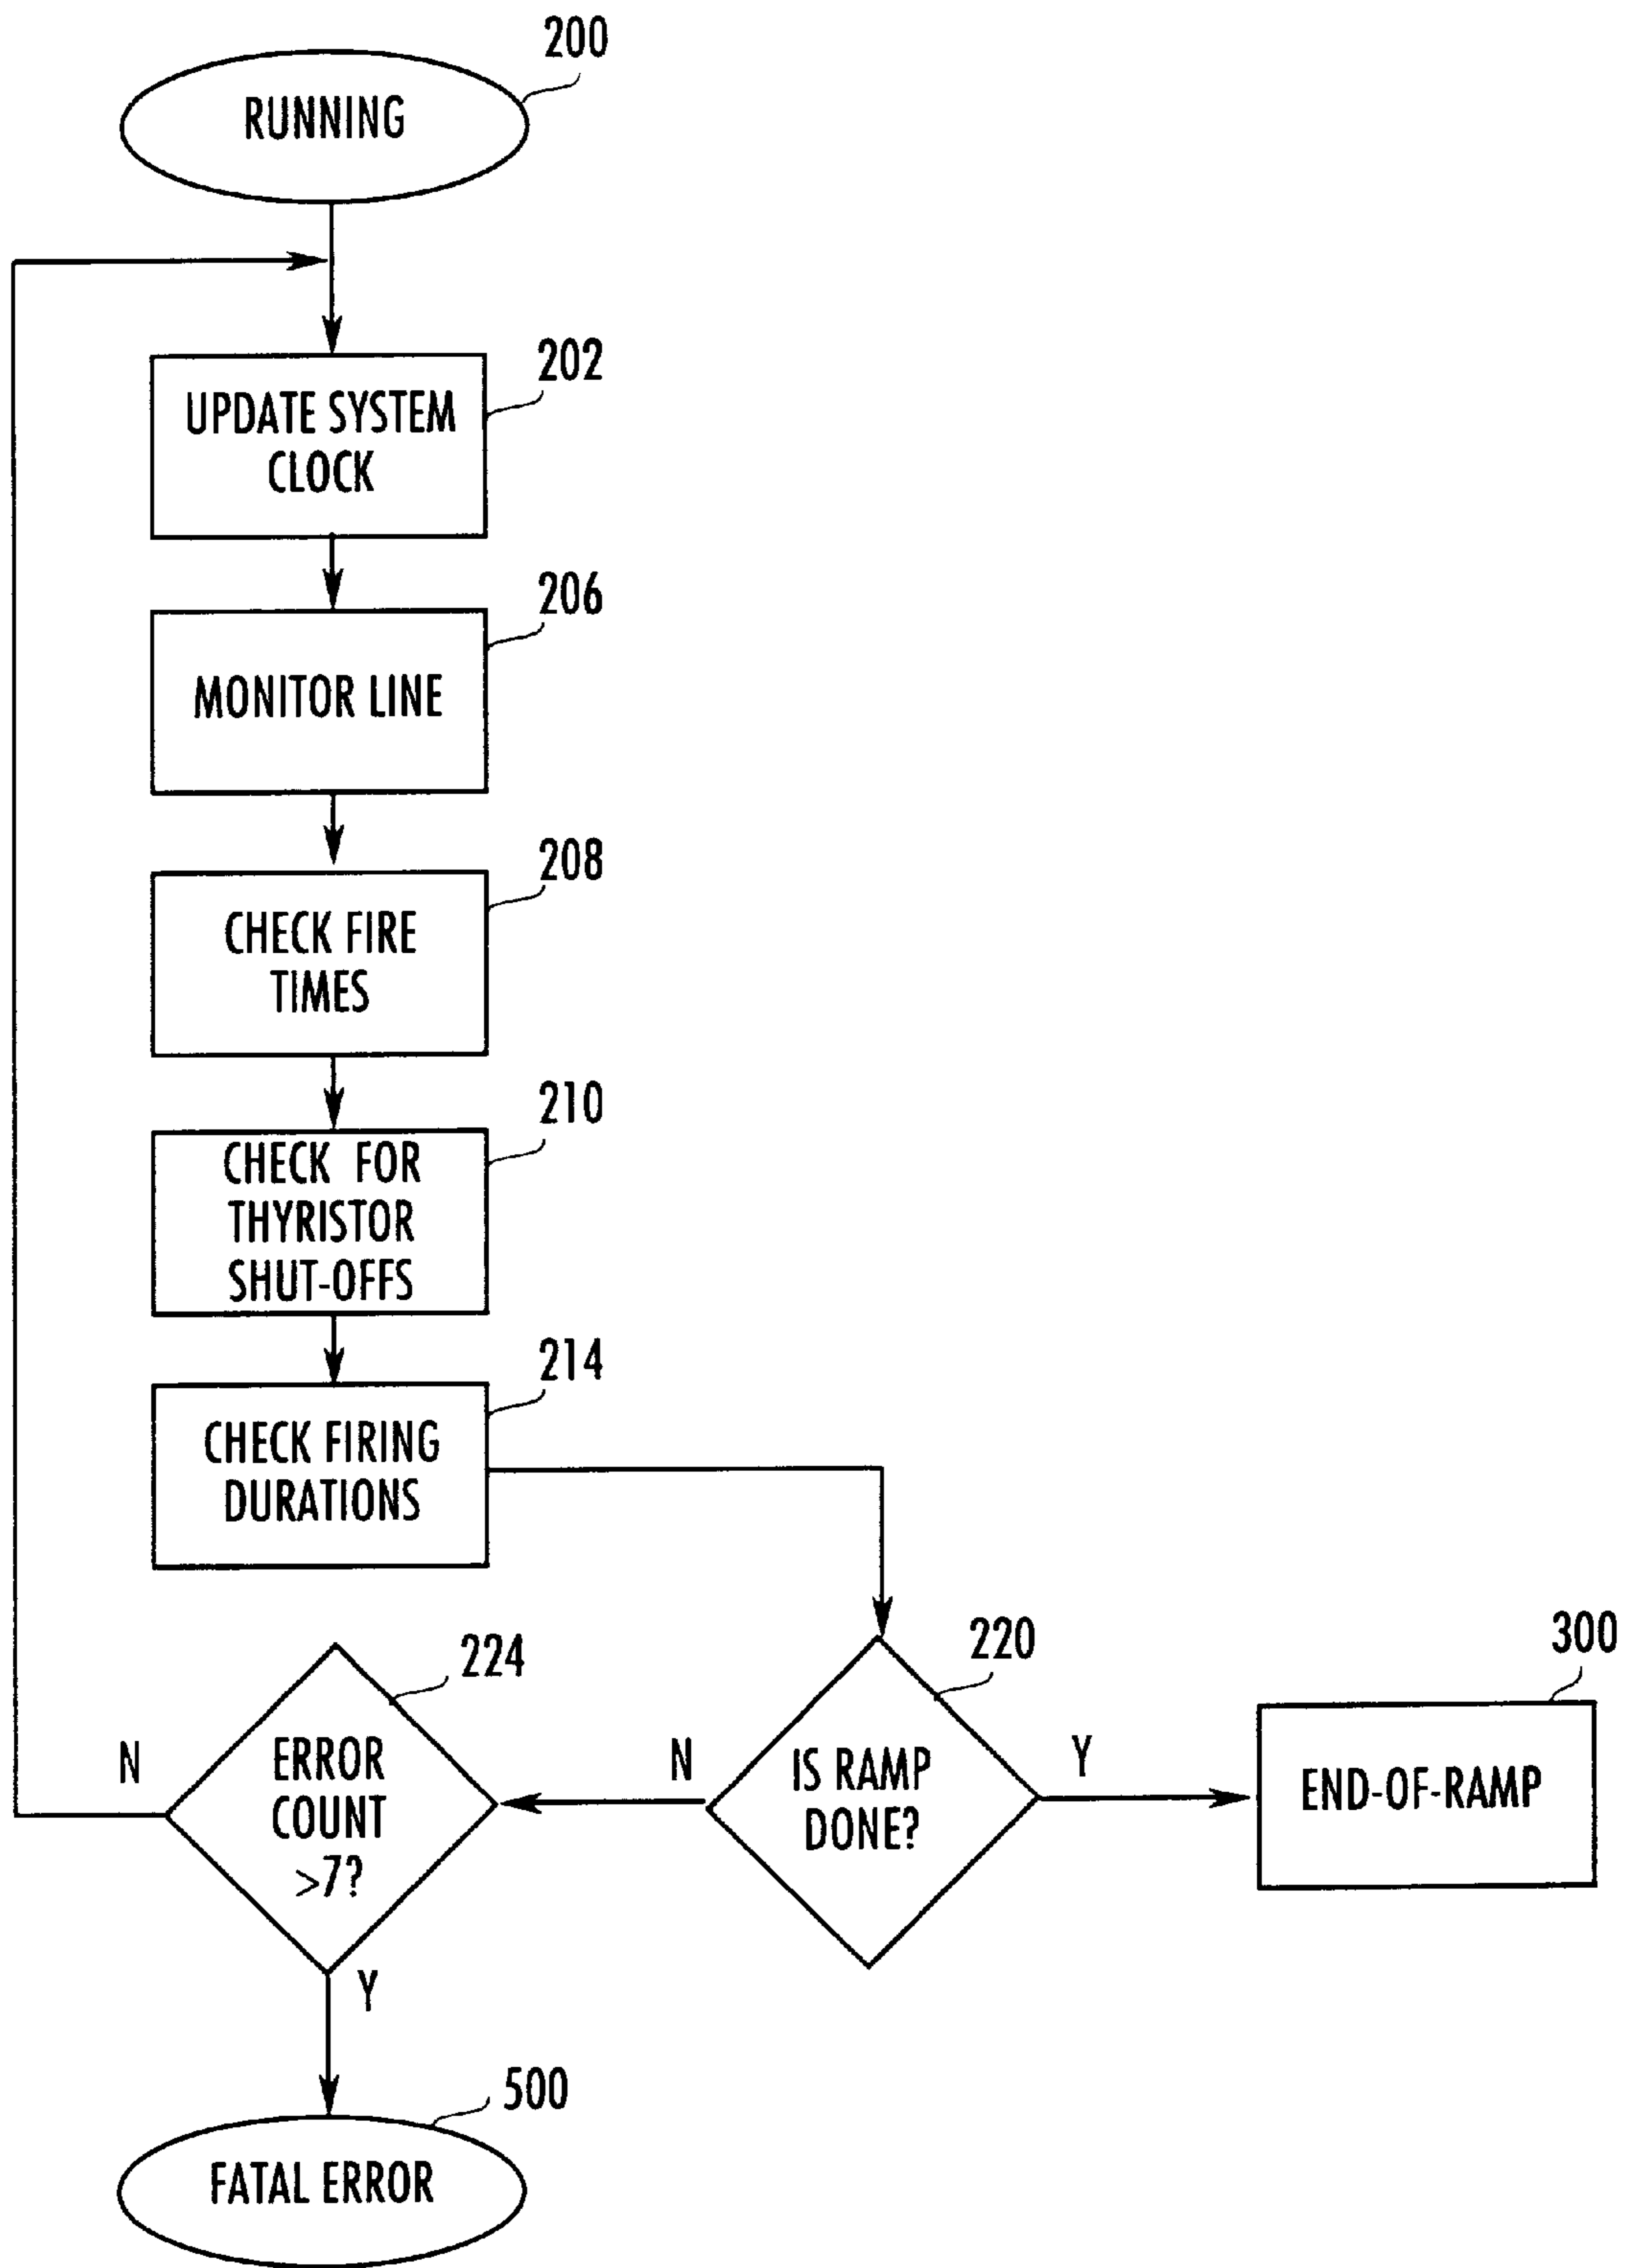 200
RUNNING
202
UPDATE SYSTEM
CLOCK
206
MONITOR LINE
208
CHECK FIRE
TIMES
210
CHECK FOR
THYRISTOR
SHUT-OFFS
214
CHECK FIRING
DURATIONS
220
IS RAMP
DONE?
Y
300
END-OF-RAMP
N
224
ERROR
COUNT
>7?
N
Y
500
FATAL ERROR